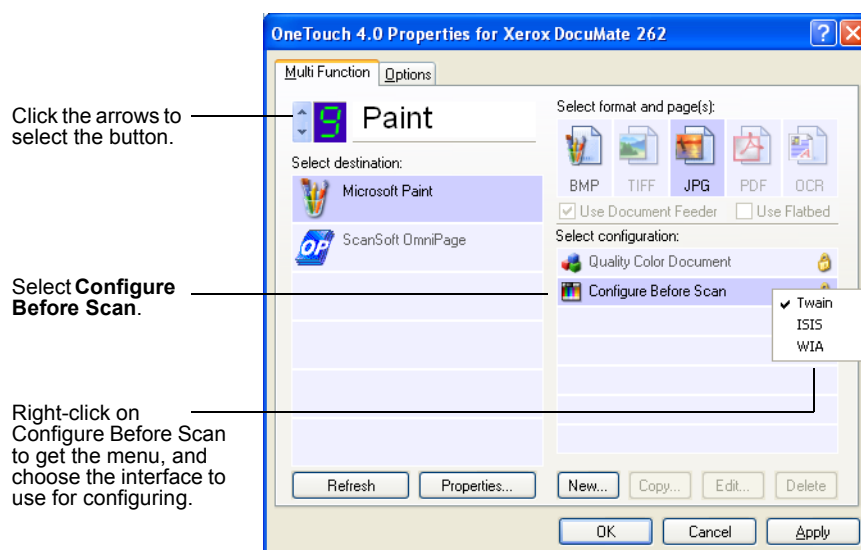 OneTouch 4.0 Properties for Xerox DocuMate 262
Multi Function
Options
Click the arrows to
select the button.
9
Paint
Select format and page(s):
BMP
TIFF
JPG
PDF
OCR
Use Document Feeder
Use Flatbed
Select destination:
Microsoft Paint
OP
ScanSoft OmniPage
Select configuration:
Quality Color Document
Select Configure
Before Scan.
Configure Before Scan
Twain
ISIS
WIA
Right-click on
Configure Before Scan
to get the menu, and
choose the interface to
use for configuring.
Refresh
Properties...
New...
Copy...
Edit...
Delete
OK
Cancel
Apply